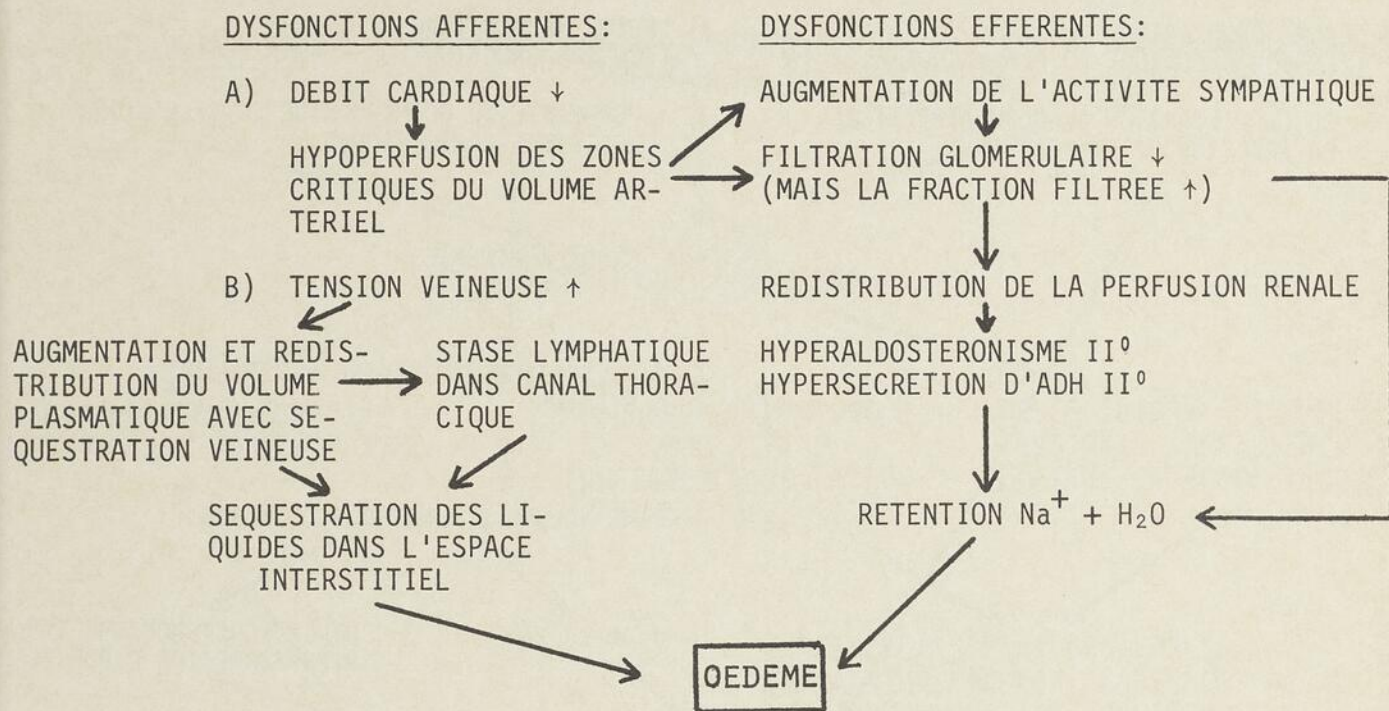 DYSFONCTIONS AFFERENTES:
A) DEBIT CARDIAQUE ↓
HYPOPERFUSION DES ZONES
CRITIQUES DU VOLUME AR-
TERIEL
B) TENSION VEINEUSE ↑
AUGMENTATION ET REDIS-
TRIBUTION DU VOLUME
PLASMATIQUE AVEC SE-
QUESTRATION VEINEUSE
STASE LYMPHATIQUE
DANS CANAL THORA-
CIQUE
SEQUESTRATION DES LI-
QUIDES DANS L'ESPACE
INTERSTITIEL
DYSFONCTIONS EFFERENTES:
AUGMENTATION DE L'ACTIVITE SYMPATHIQUE
FILTRATION GLOMERULAIRE ↓
(MAIS LA FRACTION FILTREE ↑)
REDISTRIBUTION DE LA PERFUSION RENALE
HYPERALDOSTERONISME II⁰
HYPERSECRETION D'ADH II⁰
RETENTION Na⁺ + H₂O
OEDEME